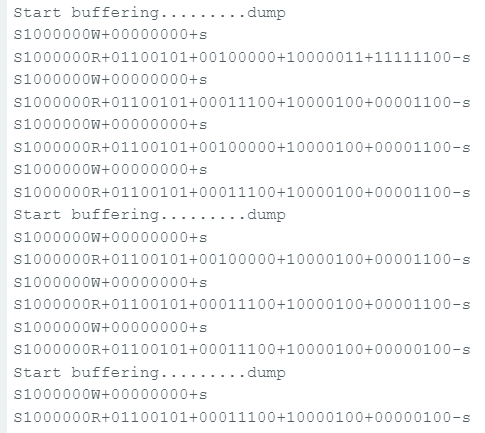 Start buffering.........dump
S1000000W+00000000+s
S1000000R+01100101+00100000+10000011+11111100-s
S1000000W+00000000+s
S1000000R+01100101+00011100+10000100+00001100-s
S1000000W+00000000+s
S1000000R+01100101+00100000+10000100+00001100-s
S1000000W+00000000+s
S1000000R+01100101+00011100+10000100+00001100-s
Start buffering.........dump
S1000000W+00000000+s
S1000000R+01100101+00100000+10000100+00001100-s
S1000000W+00000000+s
S1000000R+01100101+00011100+10000100+00001100-s
S1000000W+00000000+s
S1000000R+01100101+00011100+10000100+00000100-s
Start buffering.........dump
S1000000W+00000000+s
S1000000R+01100101+00011100+10000100+00000100-s